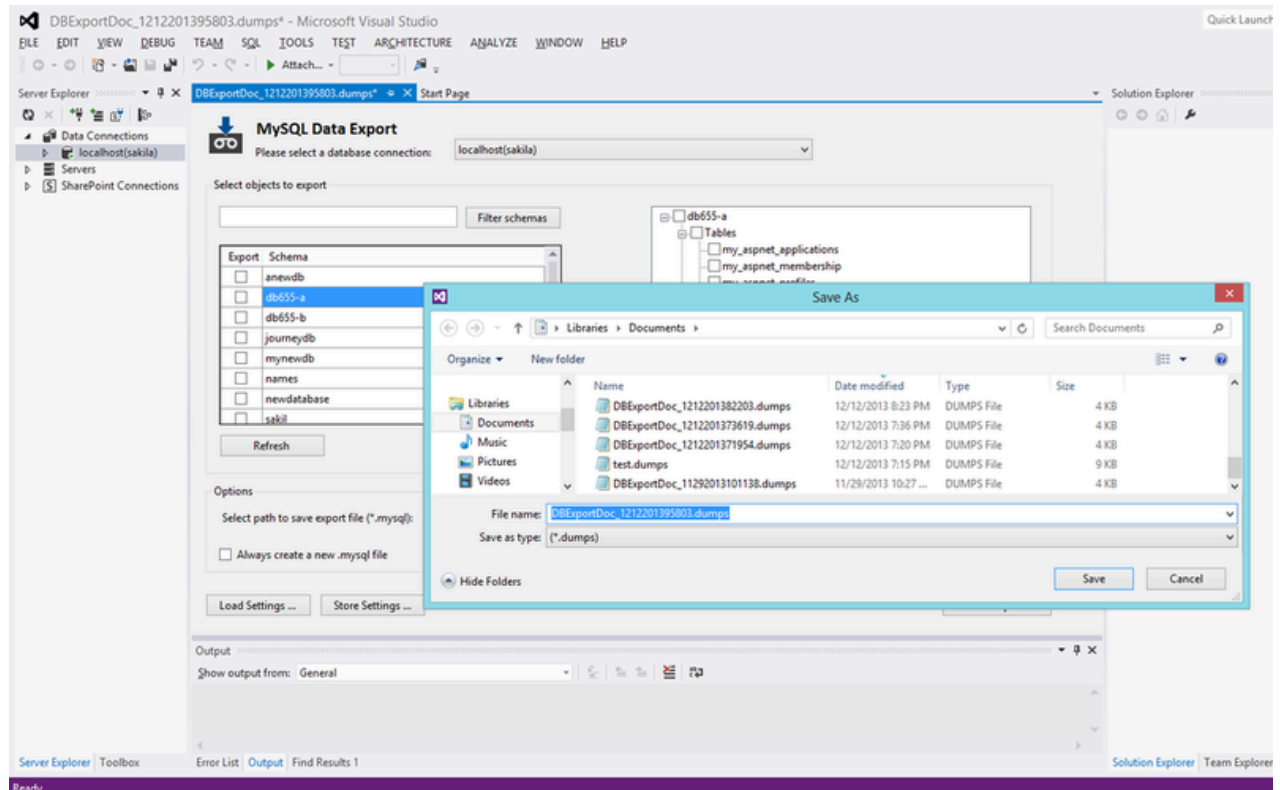 DBExportDoc_1212201395803.dumps* - Microsoft Visual Studio
Quick Launch
FILE EDIT VIEW DEBUG TEAM SQL TOOLS TEST ARCHITECTURE ANALYZE WINDOW HELP
Attach...
Server Explorer
DBExportDoc_1212201395803.dumps*
Start Page
Solution Explorer
Data Connections
localhost(sakila)
Servers
SharePoint Connections
MySQL Data Export
Please select a database connection:
localhost(sakila)
Select objects to export
Filter schemas
Export Schema
anewdb
db655-a
db655-b
journeydb
mynewdb
names
newdatabase
sakil
Refresh
db655-a
Tables
my_aspnet_applications
my_aspnet_membership
my_aspnet_profiles
Options
Select path to save export file (*.mysql):
Always create a new .mysql file
Load Settings ...
Store Settings ...
Save As
Libraries
Documents
Search Documents
Organize
New folder
Name Date modified Type Size
Libraries
Documents
Music
Pictures
Videos
DBExportDoc_1212201382203.dumps 12/12/2013 8:23 PM DUMPS File 4 KB
DBExportDoc_1212201373619.dumps 12/12/2013 7:36 PM DUMPS File 4 KB
DBExportDoc_1212201371954.dumps 12/12/2013 7:20 PM DUMPS File 4 KB
test.dumps 12/12/2013 7:15 PM DUMPS File 9 KB
DBExportDoc_11292013101138.dumps 11/29/2013 10:27 ... DUMPS File 4 KB
File name: DBExportDoc_1212201395803.dumps
Save as type: (*.dumps)
Hide Folders
Save
Cancel
Output
Show output from: General
Server Explorer Toolbox
Error List Output Find Results 1
Solution Explorer Team Explorer
Ready